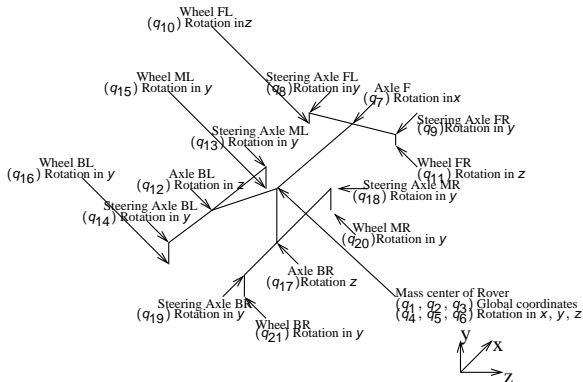 Wheel FL
(q10) Rotation in z
Steering Axle FL
(q8) Rotation in y
Axle F
(q7) Rotation in x
Steering Axle FR
(q9) Rotation in y
Wheel FR
(q11) Rotation in z
Wheel ML
(q15) Rotation in y
Steering Axle ML
(q13) Rotation in y
Wheel BL
(q16) Rotation in y
Axle BL
(q12) Rotation in z
Steering Axle BL
(q14) Rotation in y
Steering Axle MR
(q18) Rotation in y
Wheel MR
(q20) Rotation in y
Axle BR
(q17) Rotation z
Steering Axle BR
(q19) Rotation in y
Wheel BR
(q21) Rotation in y
Mass center of Rover
(q1, q2, q3) Global coordinates
(q4, q5, q6) Rotation in x, y, z
y
x
z